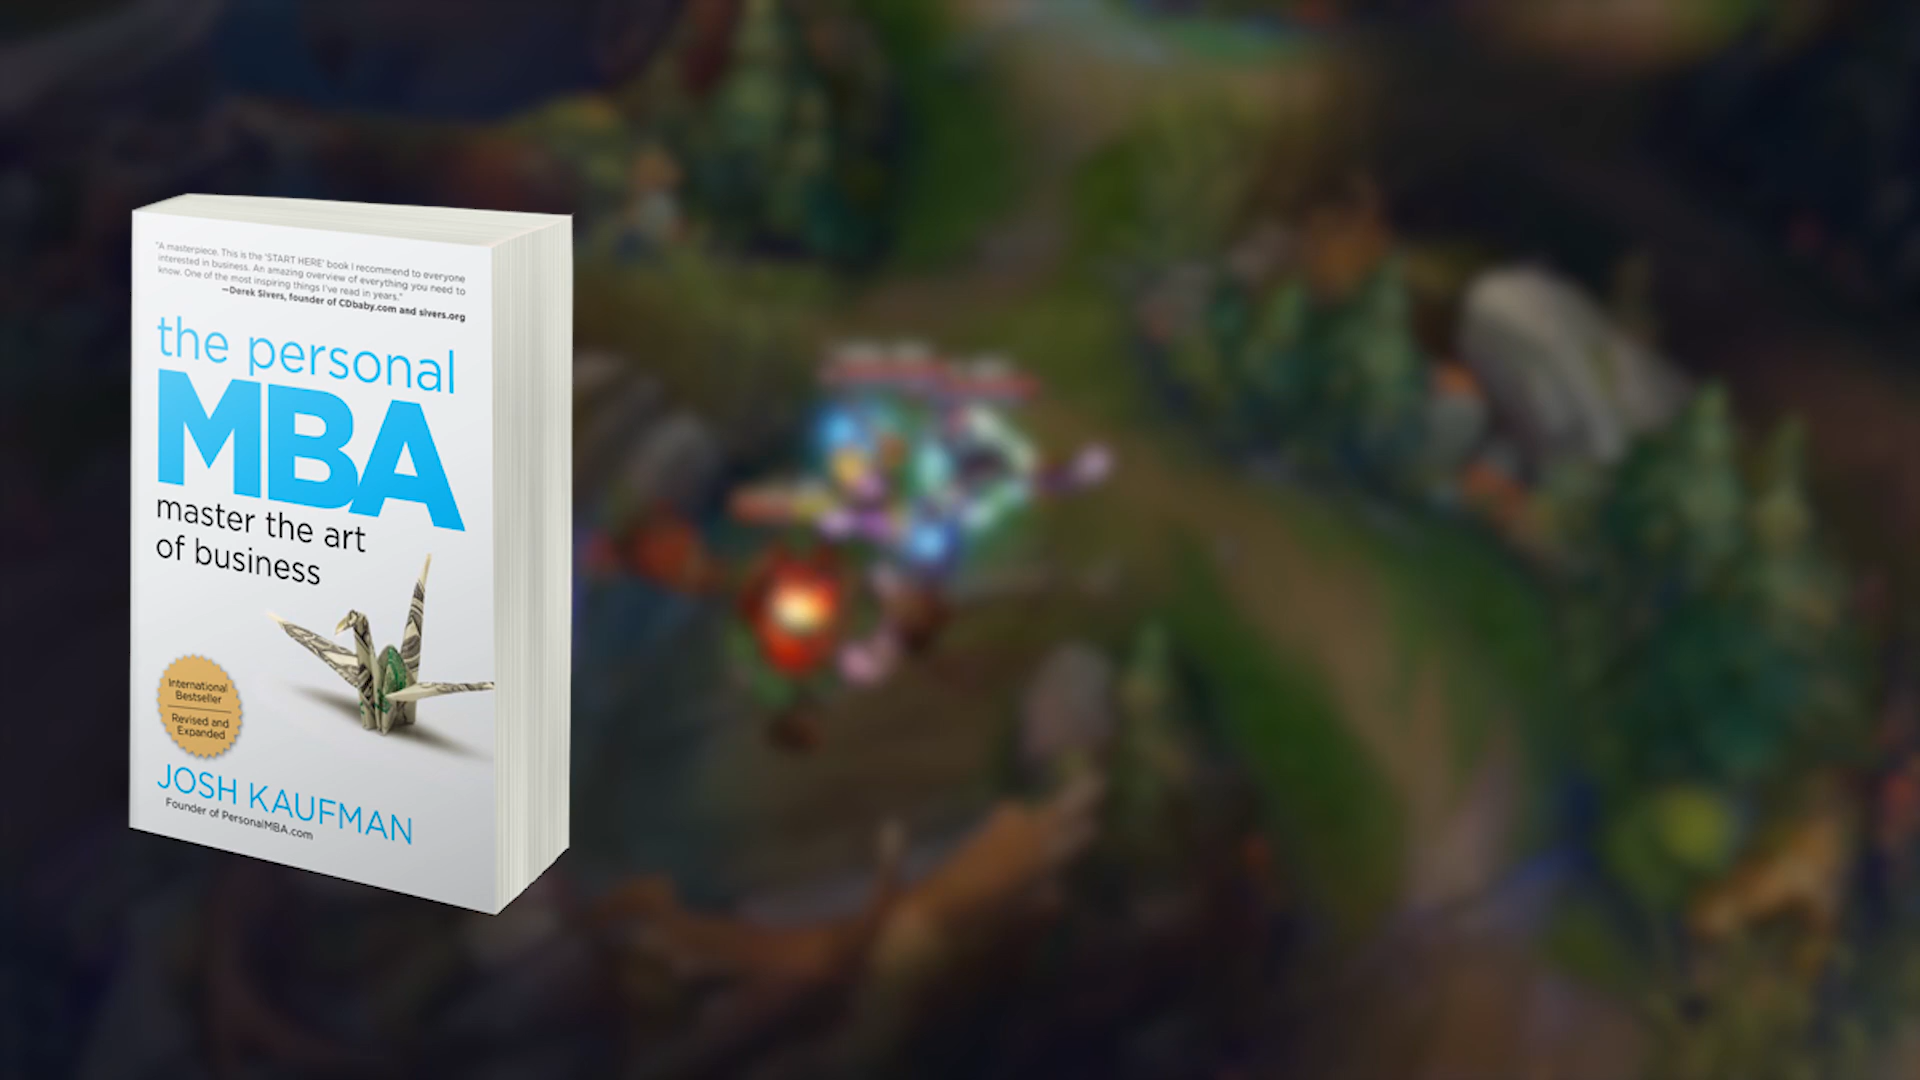 "A masterpiece. This is the 'START HERE' book I recommend to everyone
interested in business. An amazing overview of everything you need to
know. One of the most inspiring things I've read in years."
—Derek Sivers, founder of CDbaby.com and sivers.org
the personal
MBA
master the art
of business
International
Bestseller
Revised and
Expanded
JOSH KAUFMAN
Founder of PersonalMBA.com